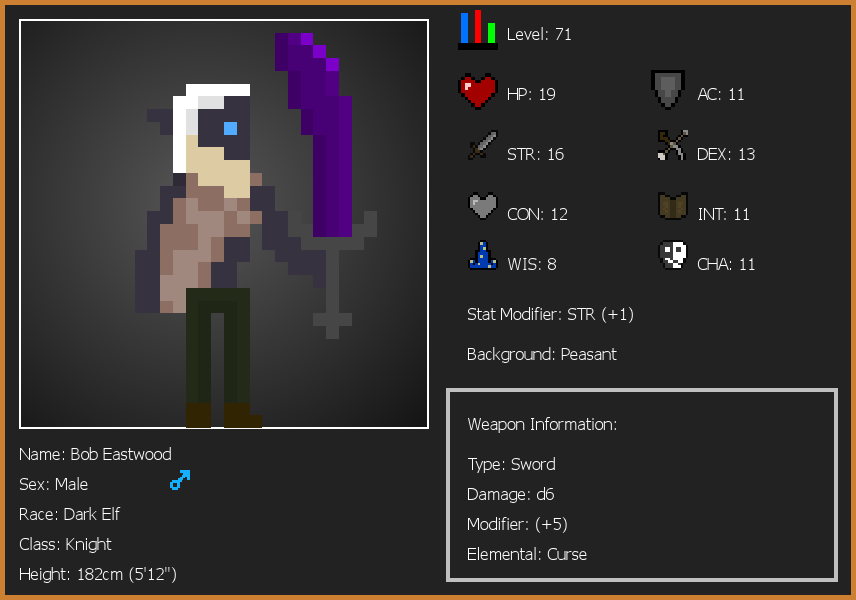 Level: 71
HP: 19
AC: 11
STR: 16
DEX: 13
CON: 12
INT: 11
WIS: 8
CHA: 11
Stat Modifier: STR (+1)
Background: Peasant
Weapon Information:
Type: Sword
Damage: d6
Modifier: (+5)
Elemental: Curse
Name: Bob Eastwood
Sex: Male
Race: Dark Elf
Class: Knight
Height: 182cm (5'12")